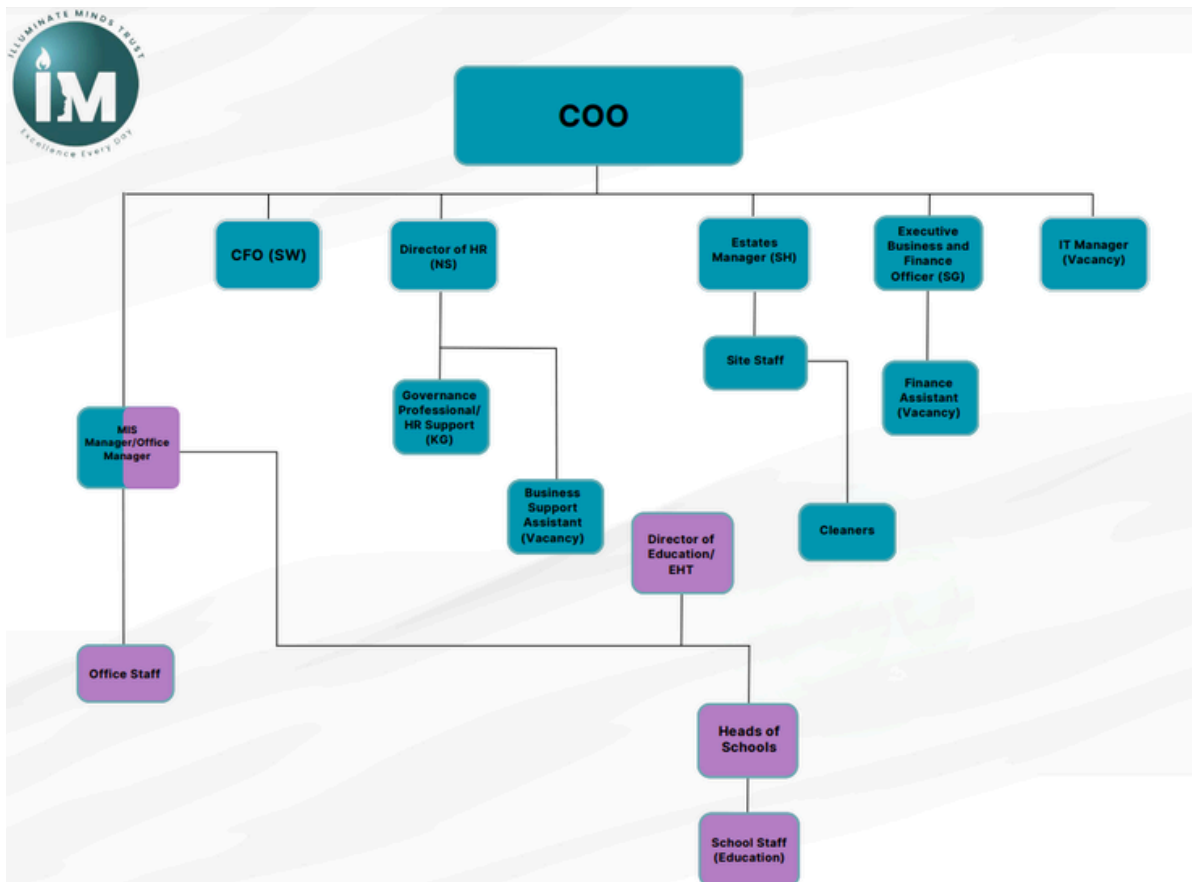 ILLUMINATE MINDS TRUST
IM
Excellence Every Day
COO
CFO (SW)
Director of HR
(NS)
Estates
Manager (SH)
Executive
Business and
Finance
Officer (SG)
IT Manager
(Vacancy)
Site Staff
Governance
Professional/
HR Support
(KG)
Finance
Assistant
(Vacancy)
MIS
Manager/Office
Manager
Business
Support
Assistant
(Vacancy)
Cleaners
Director of
Education/
EHT
Office Staff
Heads of
Schools
School Staff
(Education)